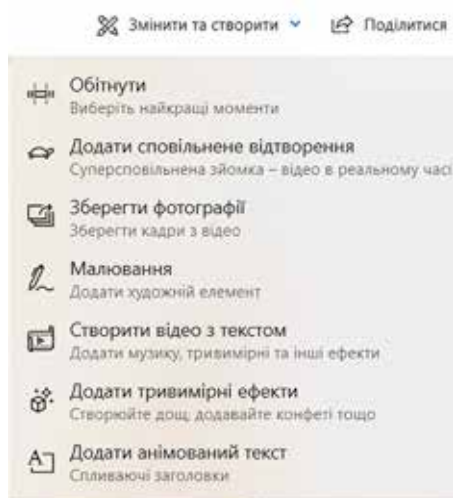 Змінити та створити
Поділитися
Обітнути
Виберіть найкращі моменти
Додати сповільнене відтворення
Суперсповільнена зйомка – відео в реальному часі
Зберегти фотографії
Зберегти кадри з відео
Малювання
Додати художній елемент
Створити відео з текстом
Додати музику, тривимірні та інші ефекти
Додати тривимірні ефекти
Створюйте дощ, додавайте конфеті тощо
Додати анімований текст
Спливаючі заголовки